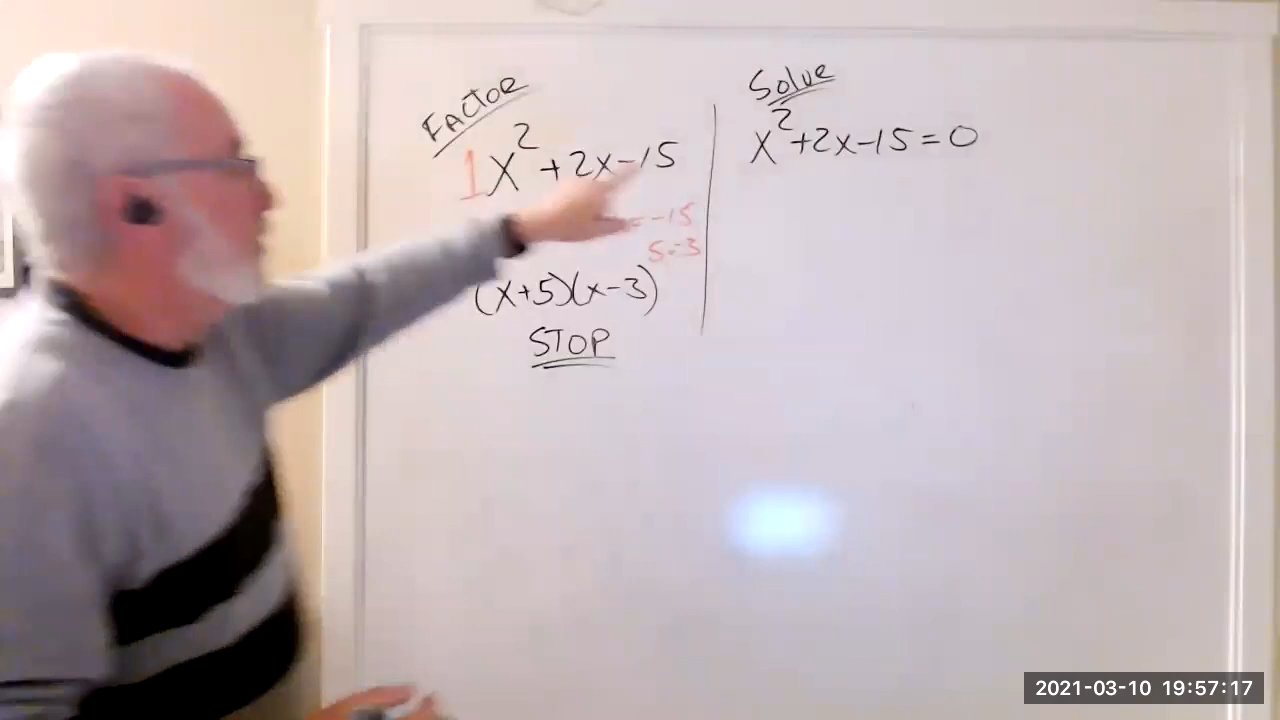 FACTOR
1x² + 2x - 15
= -15
5·-3
(x+5)(x-3)
STOP
Solve
x² + 2x - 15 = 0
2021-03-10 19:57:17